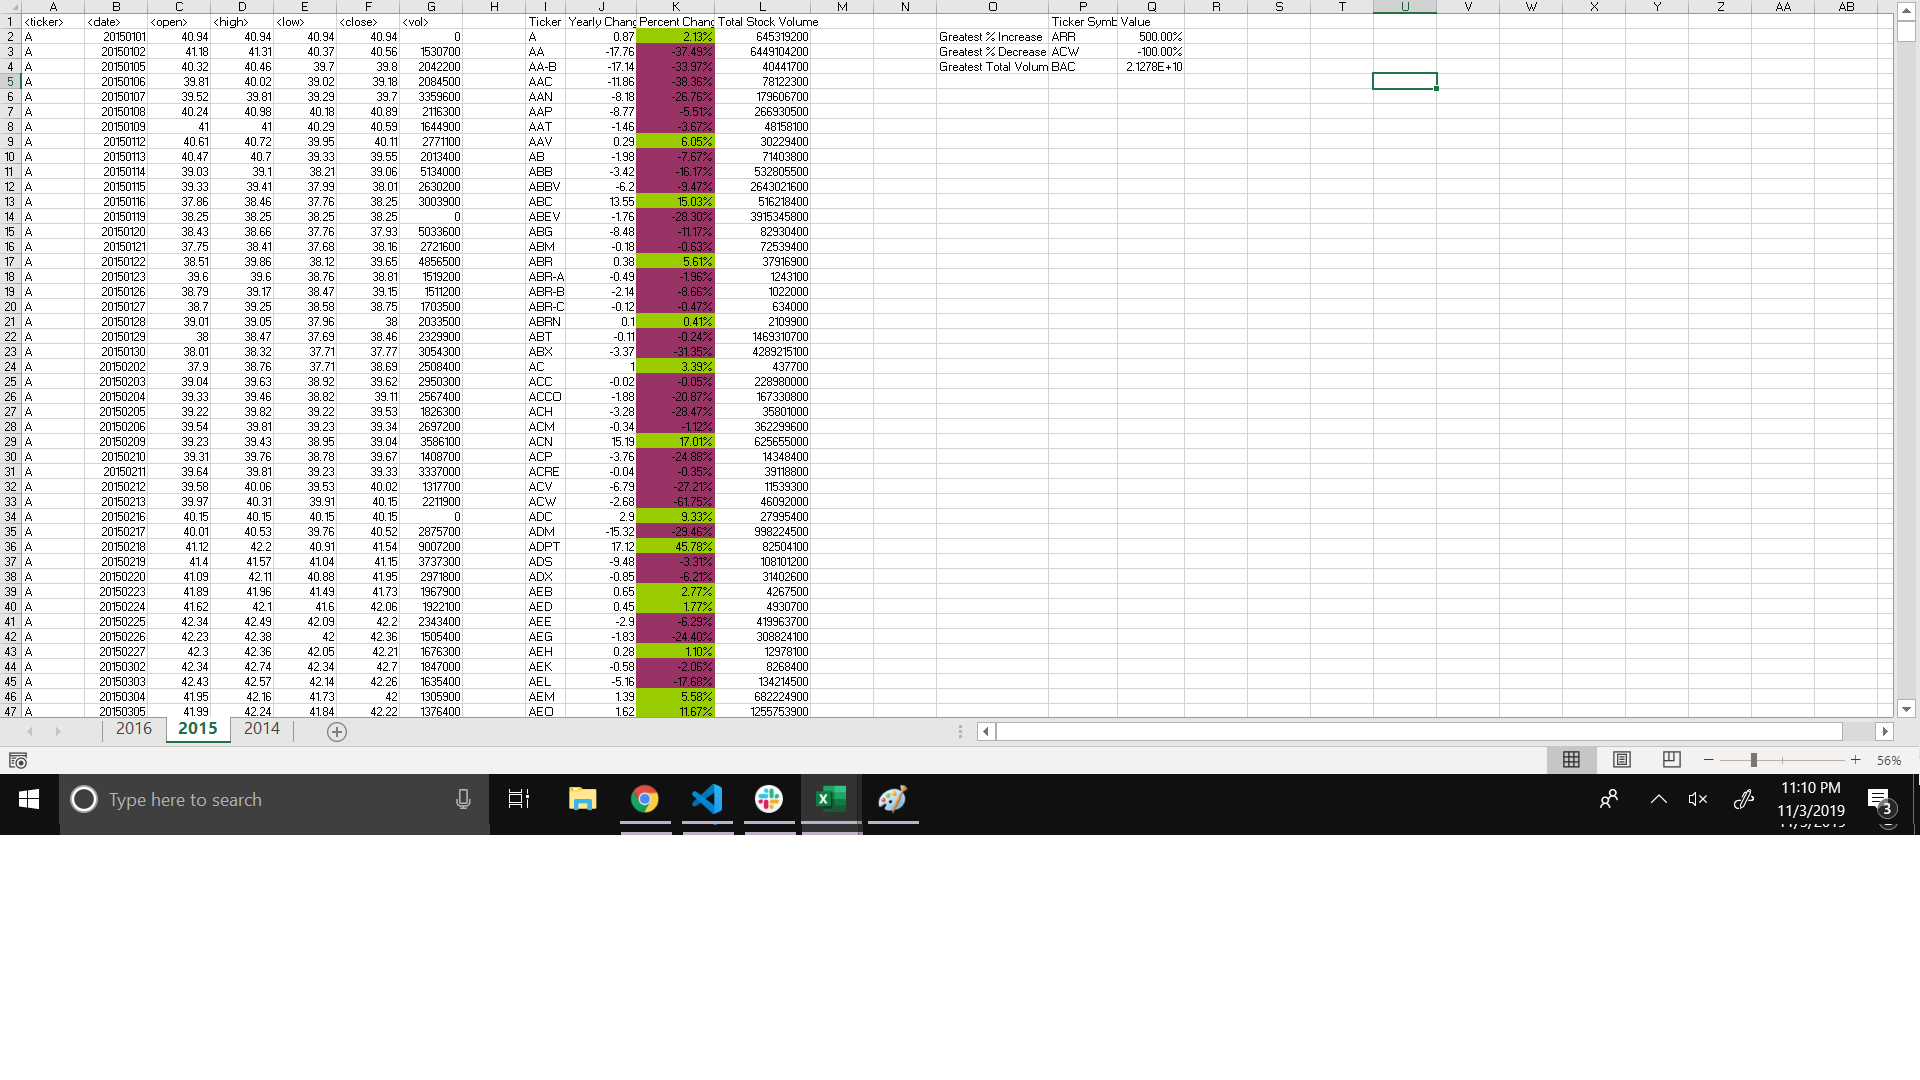 A B C D E F G H I J K L M N O P Q R S T U V W X Y Z AA AB
1 <ticker> <date> <open> <high> <low> <close> <vol> Ticker Yearly Chang Percent Chang Total Stock Volume Ticker Symb Value
2 A 20150101 40.94 40.94 40.94 40.94 0 A 0.87 2.13% 645319200 Greatest % Increase ARR 500.00%
3 A 20150102 41.18 41.31 40.37 40.56 1530700 AA -17.76 -37.49% 6449104200 Greatest % Decrease ACW -100.00%
4 A 20150105 40.32 40.46 39.7 39.8 2042200 AA-B -17.14 -33.97% 40441700 Greatest Total Volum BAC 2.1278E+10
5 A 20150106 39.81 40.02 39.02 39.18 2084500 AAC -11.86 -38.36% 78122300
6 A 20150107 39.52 39.81 39.29 39.7 3359600 AAN -8.18 -26.76% 179606700
7 A 20150108 40.24 40.98 40.18 40.89 2116300 AAP -8.77 -5.51% 266930500
8 A 20150109 41 41 40.29 40.59 1644900 AAT -1.46 -3.67% 48158100
9 A 20150112 40.61 40.72 39.95 40.11 2771100 AAV 0.29 6.05% 30229400
10 A 20150113 40.47 40.7 39.33 39.55 2013400 AB -1.98 -7.67% 71403800
11 A 20150114 39.03 39.1 38.21 39.06 5134000 ABB -3.42 -16.17% 532805500
12 A 20150115 39.33 39.41 37.99 38.01 2630200 ABBV -6.2 -9.47% 2643021600
13 A 20150116 37.86 38.46 37.76 38.25 3003900 ABC 13.55 15.03% 516218400
14 A 20150119 38.25 38.25 38.25 38.25 0 ABEV -1.76 -28.30% 3915345800
15 A 20150120 38.43 38.66 37.76 37.93 5033600 ABG -8.48 -11.17% 82930400
16 A 20150121 37.75 38.41 37.68 38.16 2721600 ABM -0.18 -0.63% 72539400
17 A 20150122 38.51 39.86 38.12 39.65 4856500 ABR 0.38 5.61% 37916900
18 A 20150123 39.6 39.6 38.76 38.81 1519200 ABR-A -0.49 -1.96% 1243100
19 A 20150126 38.79 39.17 38.47 39.15 1511200 ABR-B -2.14 -8.66% 1022000
20 A 20150127 38.7 39.25 38.58 38.75 1703500 ABR-C -0.12 -0.47% 634000
21 A 20150128 39.01 39.05 37.96 38 2033500 ABRN 0.1 0.41% 2109900
22 A 20150129 38 38.47 37.69 38.46 2329900 ABT -0.11 -0.24% 1469310700
23 A 20150130 38.01 38.32 37.71 37.77 3054300 ABX -3.37 -31.35% 4289215100
24 A 20150202 37.9 38.76 37.71 38.69 2508400 AC 1 3.39% 437700
25 A 20150203 39.04 39.63 38.92 39.62 2950300 ACC -0.02 -0.05% 228980000
26 A 20150204 39.33 39.46 38.82 39.11 2567400 ACCO -1.88 -20.87% 167330800
27 A 20150205 39.22 39.82 39.22 39.53 1826300 ACH -3.28 -28.47% 35801000
28 A 20150206 39.54 39.81 39.23 39.34 2697200 ACM -0.34 -1.12% 362299600
29 A 20150209 39.23 39.43 38.95 39.04 3586100 ACN 15.19 17.01% 625655000
30 A 20150210 39.31 39.76 38.78 39.67 1408700 ACP -3.76 -24.88% 14348400
31 A 20150211 39.64 39.81 39.23 39.33 3337000 ACRE -0.04 -0.35% 39118800
32 A 20150212 39.58 40.06 39.53 40.02 1317700 ACV -6.79 -27.21% 11539300
33 A 20150213 39.97 40.31 39.91 40.15 2211900 ACW -2.68 -61.75% 46092000
34 A 20150216 40.15 40.15 40.15 40.15 0 ADC 2.9 9.33% 27995400
35 A 20150217 40.01 40.53 39.76 40.52 2875700 ADM -15.32 -29.46% 998224500
36 A 20150218 41.12 42.2 40.91 41.54 9007200 ADPT 17.12 45.78% 82504100
37 A 20150219 41.4 41.57 41.04 41.15 3737300 ADS -9.48 -3.31% 108101200
38 A 20150220 41.09 42.11 40.88 41.95 2971800 ADX -0.85 -6.21% 31402600
39 A 20150223 41.89 41.96 41.49 41.73 1967900 AEB 0.65 2.77% 4267500
40 A 20150224 41.62 42.1 41.6 42.06 1922100 AED 0.45 1.77% 4930700
41 A 20150225 42.34 42.49 42.09 42.2 2343400 AEE -2.9 -6.29% 419963700
42 A 20150226 42.23 42.38 42 42.36 1505400 AEG -1.83 -24.40% 308824100
43 A 20150227 42.3 42.36 42.05 42.21 1676300 AEH 0.28 1.10% 12978100
44 A 20150302 42.34 42.74 42.34 42.7 1847000 AEK -0.58 -2.06% 8268400
45 A 20150303 42.43 42.57 42.14 42.26 1635400 AEL -5.16 -17.68% 134214500
46 A 20150304 41.95 42.16 41.73 42 1305900 AEM 1.39 5.58% 682224900
47 A 20150305 41.99 42.24 41.84 42.22 1376400 AEO 1.62 11.67% 1255753900
2016 2015 2014
56%
Type here to search
11:10 PM
11/3/2019
3